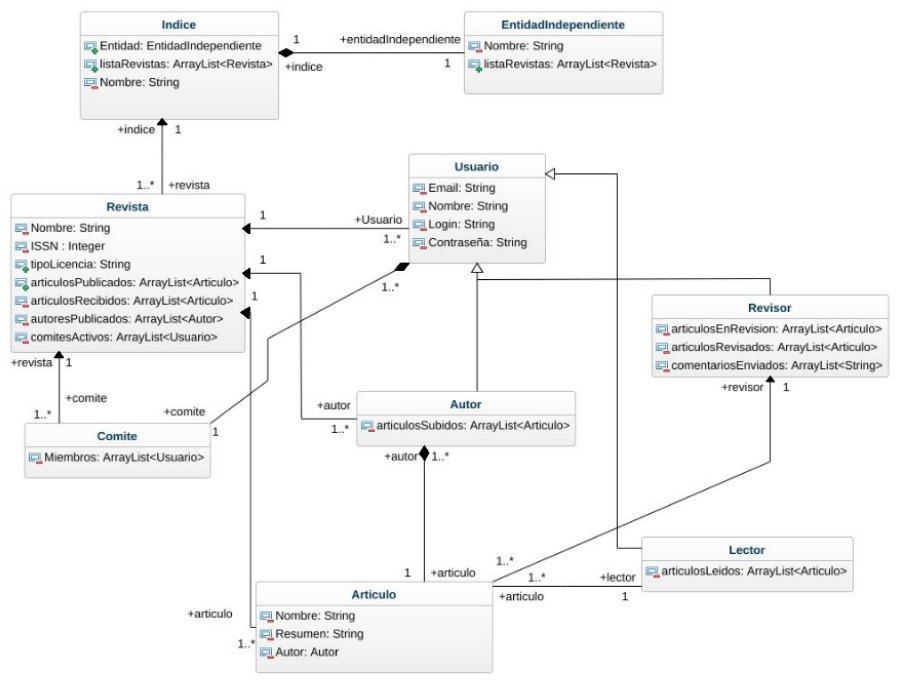 Indice
Entidad: EntidadIndependiente
listaRevistas: ArrayList<Revista>
Nombre: String
1
+indice
+entidadIndependiente
1
EntidadIndependiente
Nombre: String
listaRevistas: ArrayList<Revista>
+indice
1
1..*
+revista
Revista
Nombre: String
ISSN : Integer
tipoLicencia: String
articulosPublicados: ArrayList<Articulo>
articulosRecibidos: ArrayList<Articulo>
autoresPublicados: ArrayList<Autor>
comitesActivos: ArrayList<Usuario>
1
+Usuario
1..*
Usuario
Email: String
Nombre: String
Login: String
Contraseña: String
1
1
1..*
Revisor
articulosEnRevision: ArrayList<Articulo>
articulosRevisados: ArrayList<Articulo>
comentariosEnviados: ArrayList<String>
+revista
1
+comite
1..*
+comite
1
Comite
Miembros: ArrayList<Usuario>
+autor
1..*
Autor
articulosSubidos: ArrayList<Articulo>
+revisor
1
+autor
1..*
1
+articulo
1..*
1..*
+articulo
+lector
1
Lector
articulosLeidos: ArrayList<Articulo>
+articulo
1..*
Articulo
Nombre: String
Resumen: String
Autor: Autor